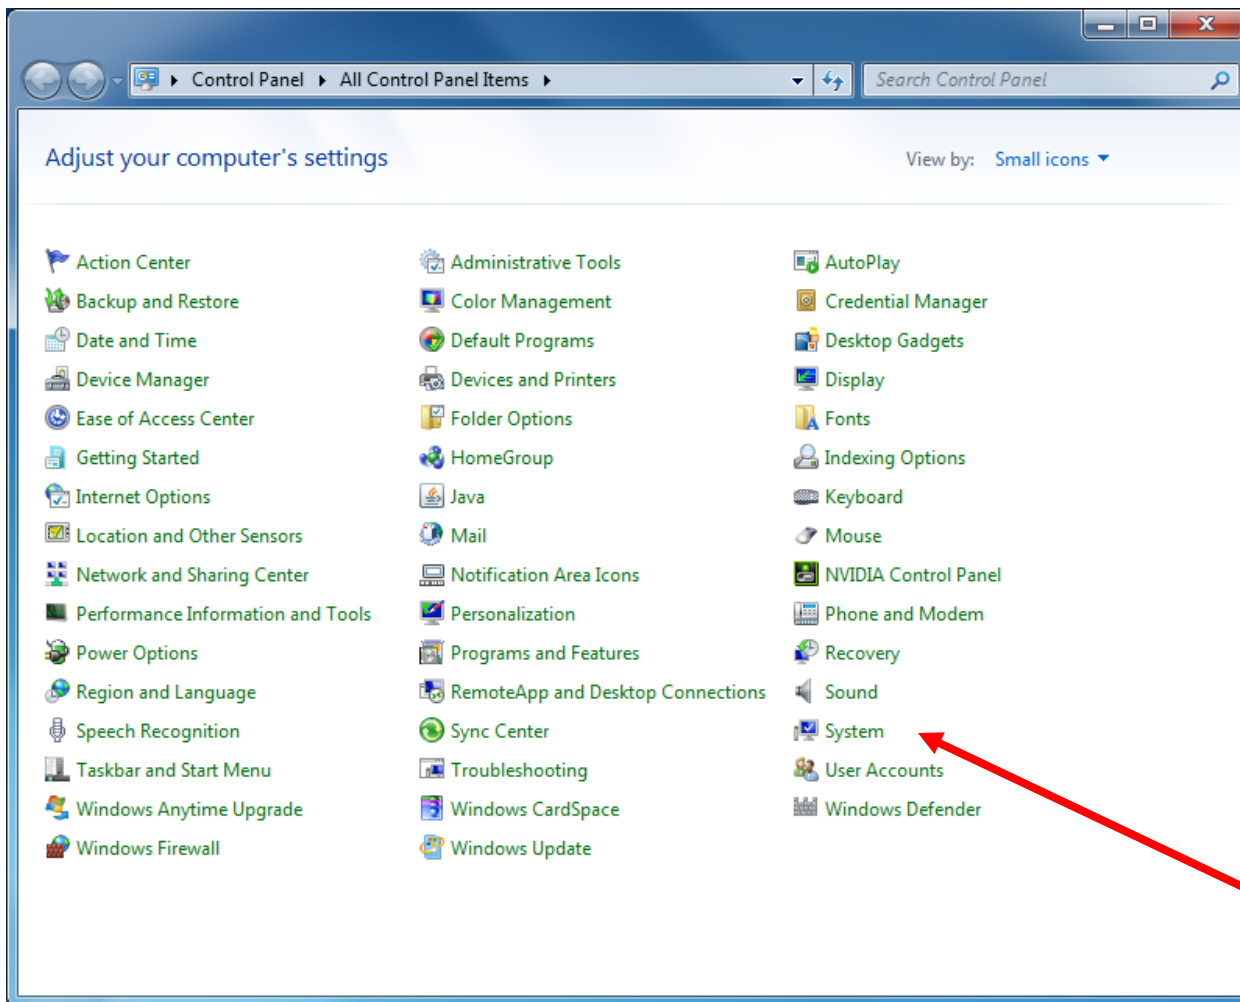 Control Panel All Control Panel Items Search Control Panel
Adjust your computer's settings View by: Small icons
Action Center Administrative Tools AutoPlay
Backup and Restore Color Management Credential Manager
Date and Time Default Programs Desktop Gadgets
Device Manager Devices and Printers Display
Ease of Access Center Folder Options Fonts
Getting Started HomeGroup Indexing Options
Internet Options Java Keyboard
Location and Other Sensors Mail Mouse
Network and Sharing Center Notification Area Icons NVIDIA Control Panel
Performance Information and Tools Personalization Phone and Modem
Power Options Programs and Features Recovery
Region and Language RemoteApp and Desktop Connections Sound
Speech Recognition Sync Center System
Taskbar and Start Menu Troubleshooting User Accounts
Windows Anytime Upgrade Windows CardSpace Windows Defender
Windows Firewall Windows Update